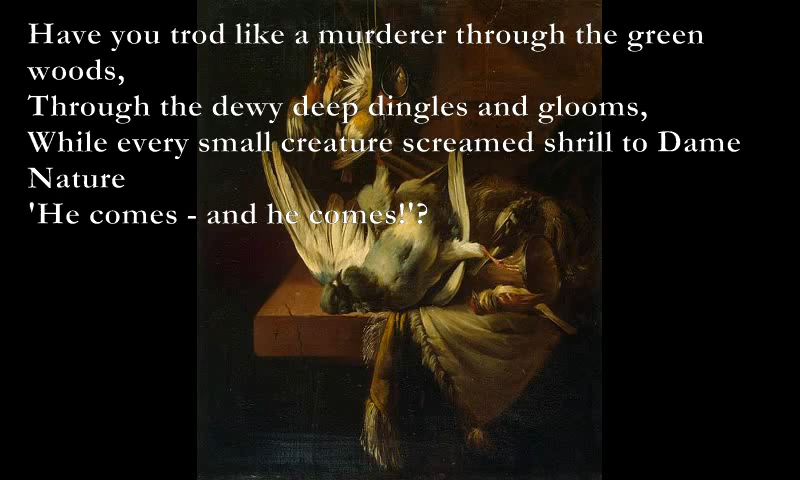 Have you trod like a murderer through the green
woods,
Through the dewy deep dingles and glooms,
While every small creature screamed shrill to Dame
Nature
'He comes - and he comes!'?